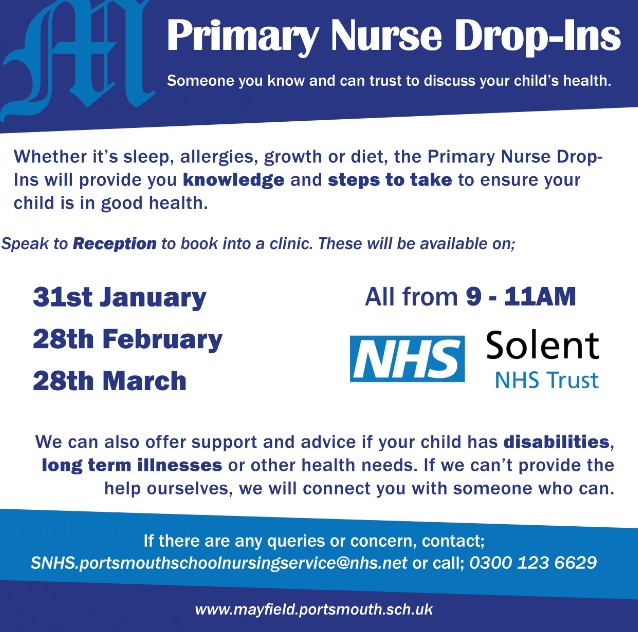 M
Primary Nurse Drop-Ins
Someone you know and can trust to discuss your child's health.
Whether it's sleep, allergies, growth or diet, the Primary Nurse Drop-
Ins will provide you knowledge and steps to take to ensure your
child is in good health.
Speak to Reception to book into a clinic. These will be available on;
31st January
28th February
28th March
All from 9 - 11AM
NHS
Solent
NHS Trust
We can also offer support and advice if your child has disabilities,
long term illnesses or other health needs. If we can't provide the
help ourselves, we will connect you with someone who can.
If there are any queries or concern, contact;
SNHS.portsmouthschoolnursingservice@nhs.net or call; 0300 123 6629
www.mayfield.portsmouth.sch.uk